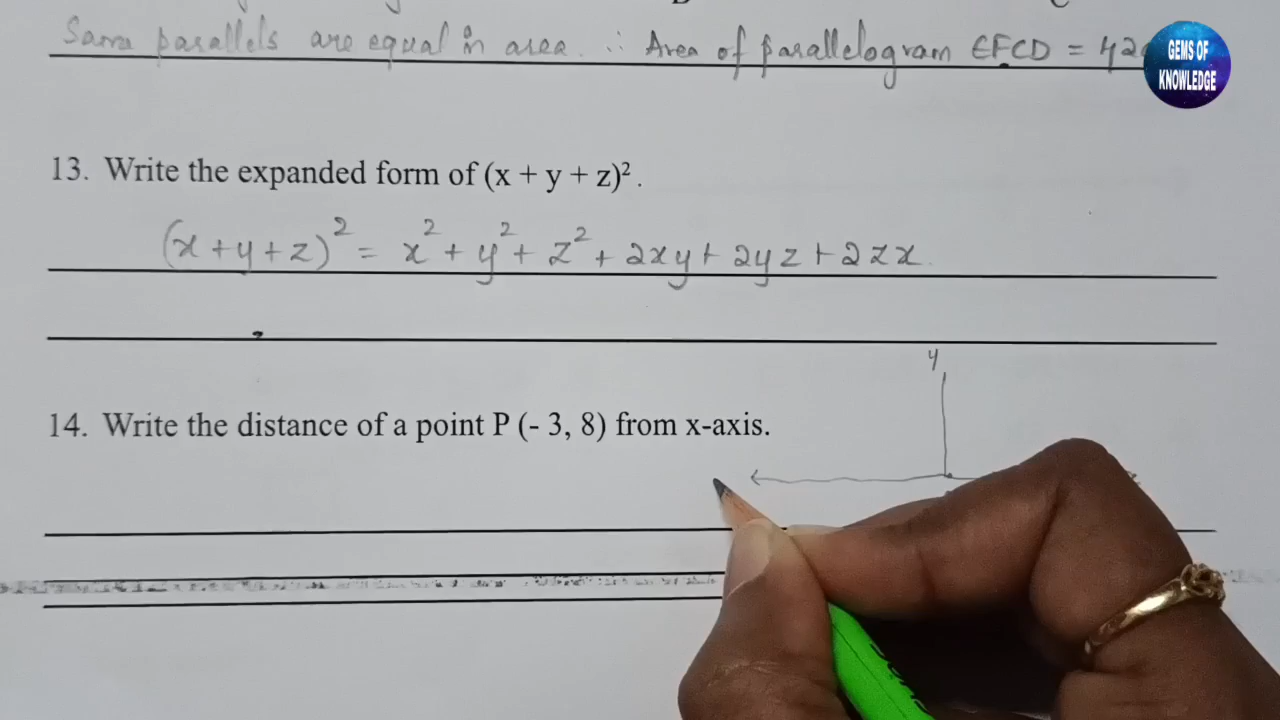 Same parallels are equal in area. ∴ Area of parallelogram EFCD = 42
GEMS OF
KNOWLEDGE
13. Write the expanded form of (x + y + z)².
(x+y+z)² = x² + y² + z² + 2xy + 2yz + 2zx.
y
14. Write the distance of a point P (- 3, 8) from x-axis.